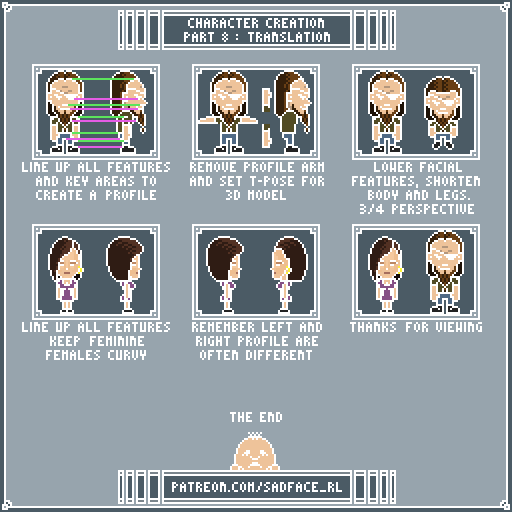 CHARACTER CREATION
PART 8 : TRANSLATION
LINE UP ALL FEATURES
AND KEY AREAS TO
CREATE A PROFILE
REMOVE PROFILE ARM
AND SET T-POSE FOR
3D MODEL
LOWER FACIAL
FEATURES, SHORTEN
BODY AND LEGS.
3/4 PERSPECTIVE
LINE UP ALL FEATURES
KEEP FEMININE
FEMALES CURVY
REMEMBER LEFT AND
RIGHT PROFILE ARE
OFTEN DIFFERENT
THANKS FOR VIEWING
THE END
PATREON.COM/SADFACE_RL